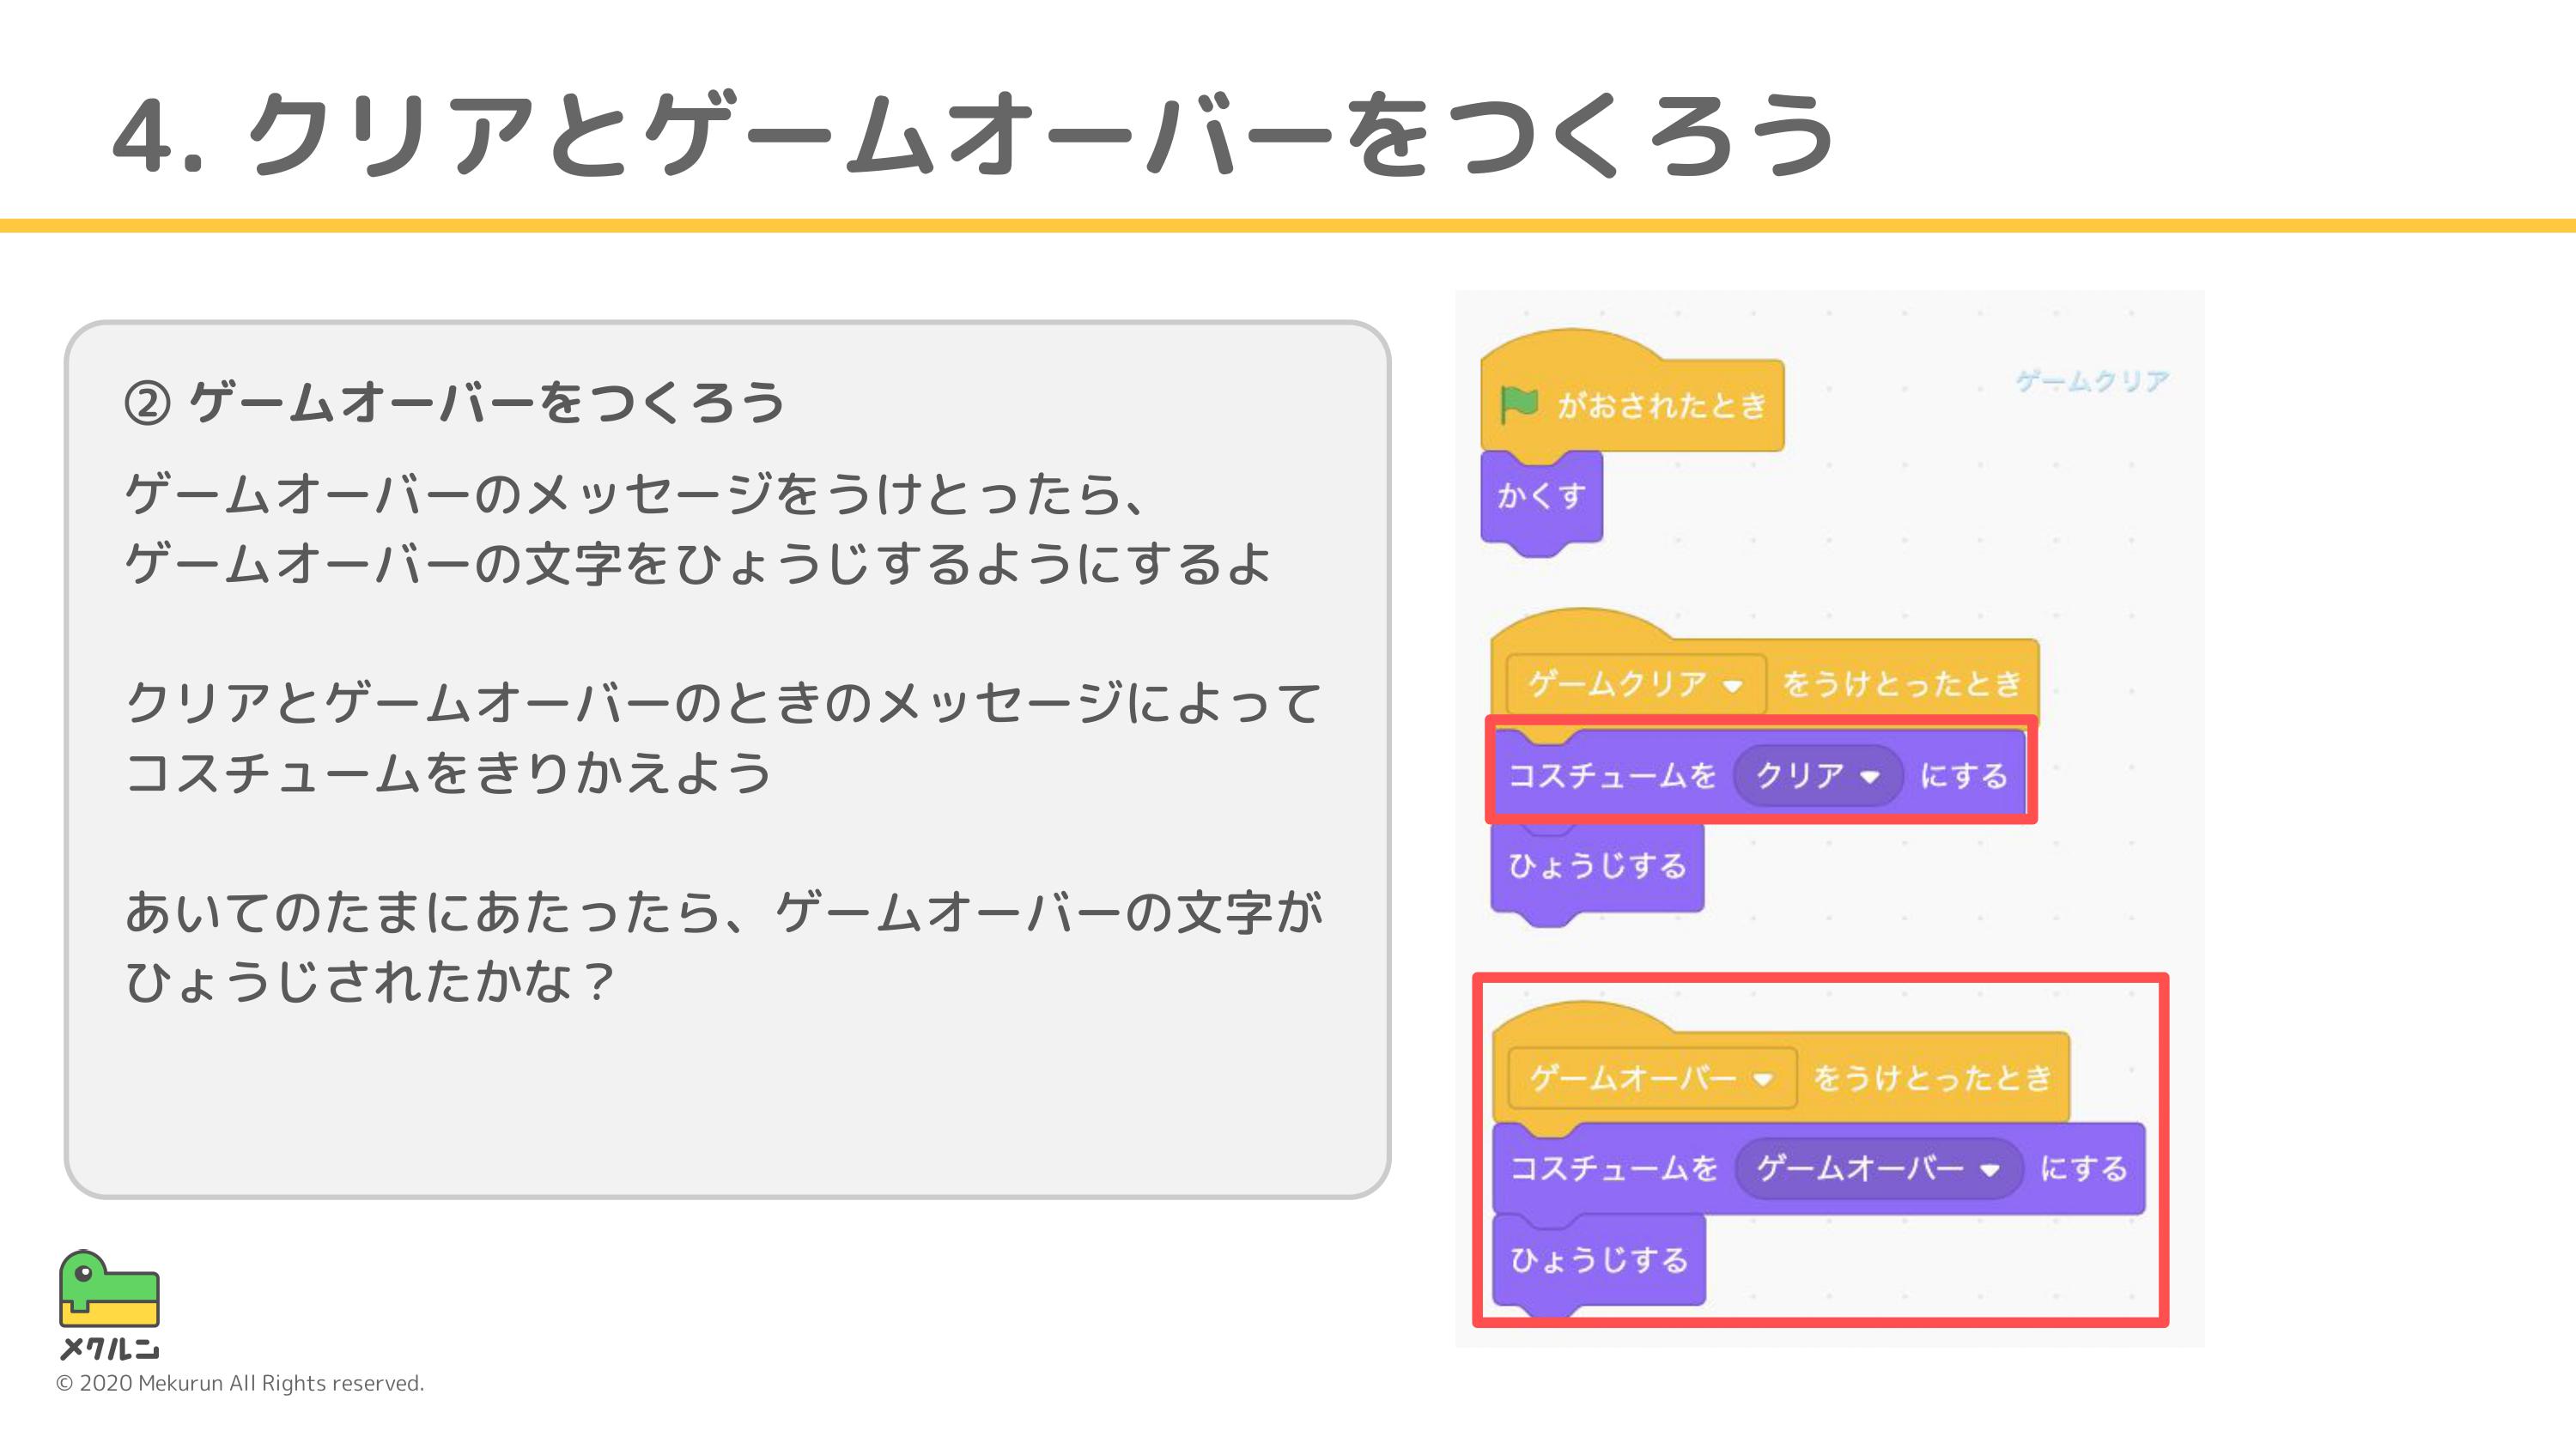 4. クリアとゲームオーバーをつくろう
② ゲームオーバーをつくろう
ゲームオーバーのメッセージをうけとったら、
ゲームオーバーの文字をひょうじするようにするよ
クリアとゲームオーバーのときのメッセージによって
コスチュームをきりかえよう
あいてのたまにあたったら、ゲームオーバーの文字が
ひょうじされたかな？
ゲームクリア
がおされたとき
かくす
ゲームクリア をうけとったとき
コスチュームを クリア にする
ひょうじする
ゲームオーバー をうけとったとき
コスチュームを ゲームオーバー にする
ひょうじする
メクルン
© 2020 Mekurun All Rights reserved.